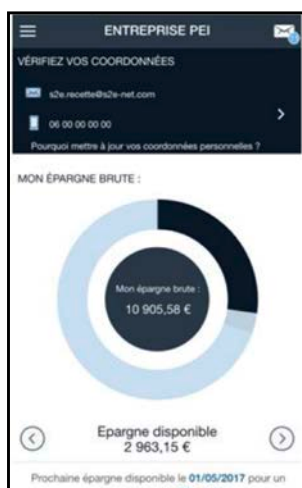 ENTREPRISE PEI
VÉRIFIEZ VOS COORDONNÉES
s2e.recette@s2e-net.com
06 00 00 00 00
Pourquoi mettre à jour vos coordonnées personnelles ?
MON ÉPARGNE BRUTE :
Mon épargne brute :
10 905,58 €
Epargne disponible
2 963,15 €
Prochaine épargne disponible le 01/05/2017 pour un